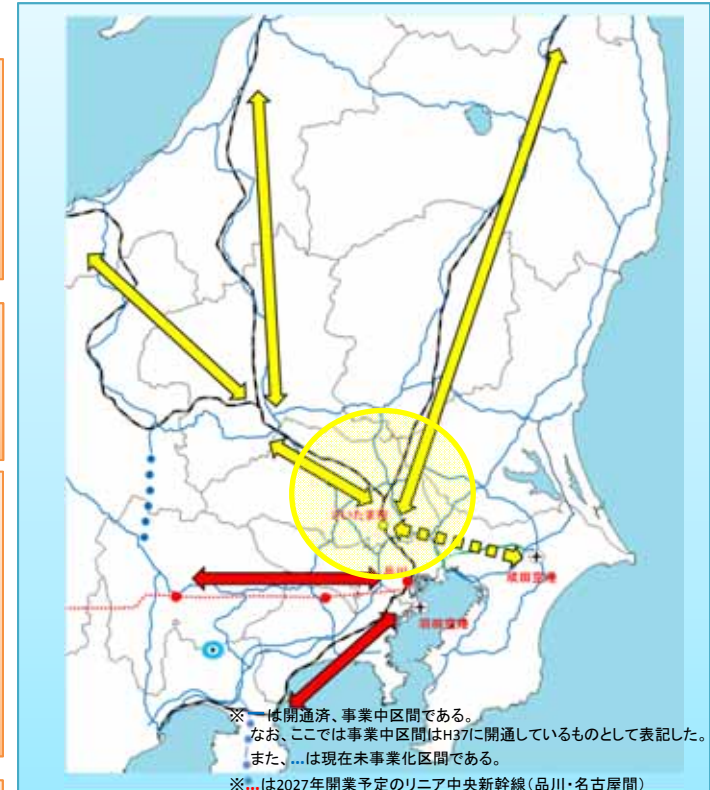 さいたま市
品川
成田空港
羽田空港
※ーは開通済、事業中区間である。
なお、ここでは事業中区間はH37に開通しているものとして表記した。
また、…は現在未事業化区間である。
※…は2027年開業予定のリニア中央新幹線(品川・名古屋間)